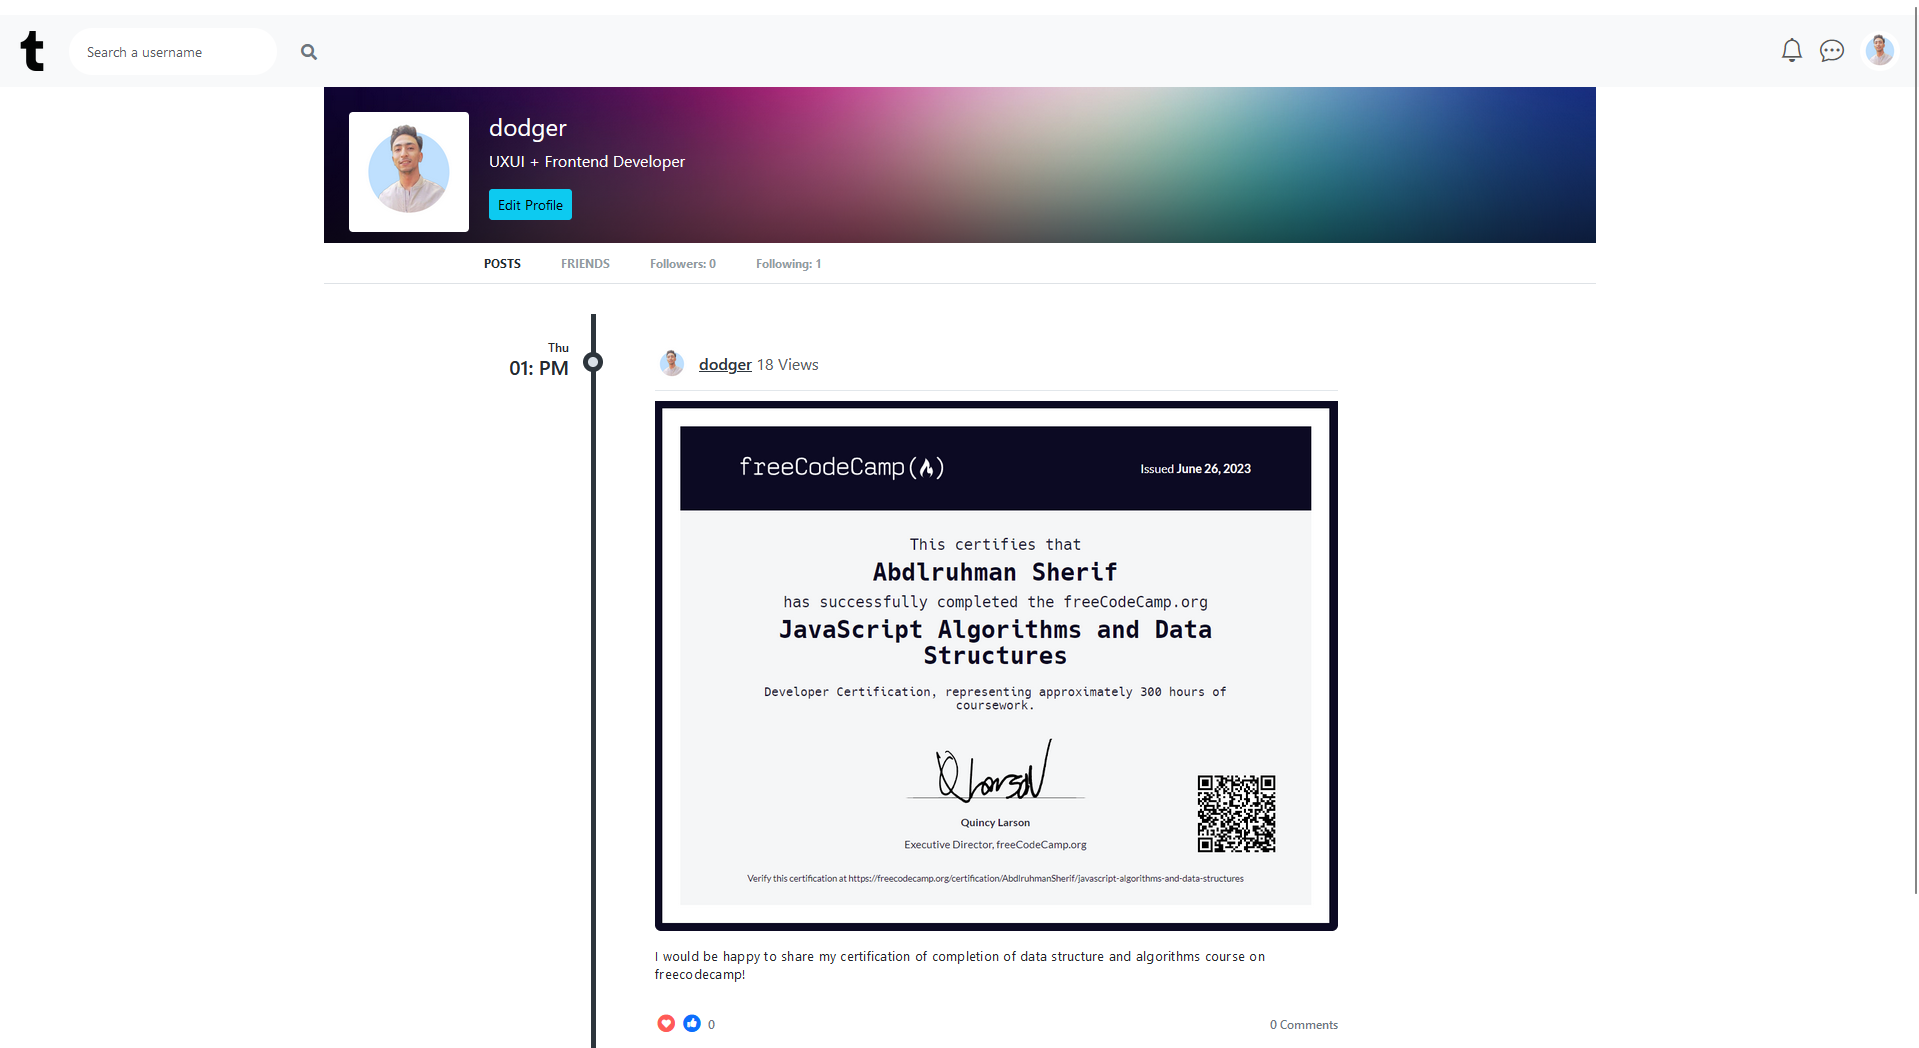 t
Search a username
dodger
UXUI + Frontend Developer
Edit Profile
POSTS FRIENDS Followers: 0 Following: 1
Thu
01: PM
dodger 18 Views
freeCodeCamp
Issued June 26, 2023
This certifies that
Abdlruhman Sherif
has successfully completed the freeCodeCamp.org
JavaScript Algorithms and Data
Structures
Developer Certification, representing approximately 300 hours of
coursework.
Q Larson
Quincy Larson
Executive Director, freeCodeCamp.org
Verify this certification at https://freecodecamp.org/certification/AbdlruhmanSherif/javascript-algorithms-and-data-structures
I would be happy to share my certification of completion of data structure and algorithms course on
freecodecamp!
0
0 Comments